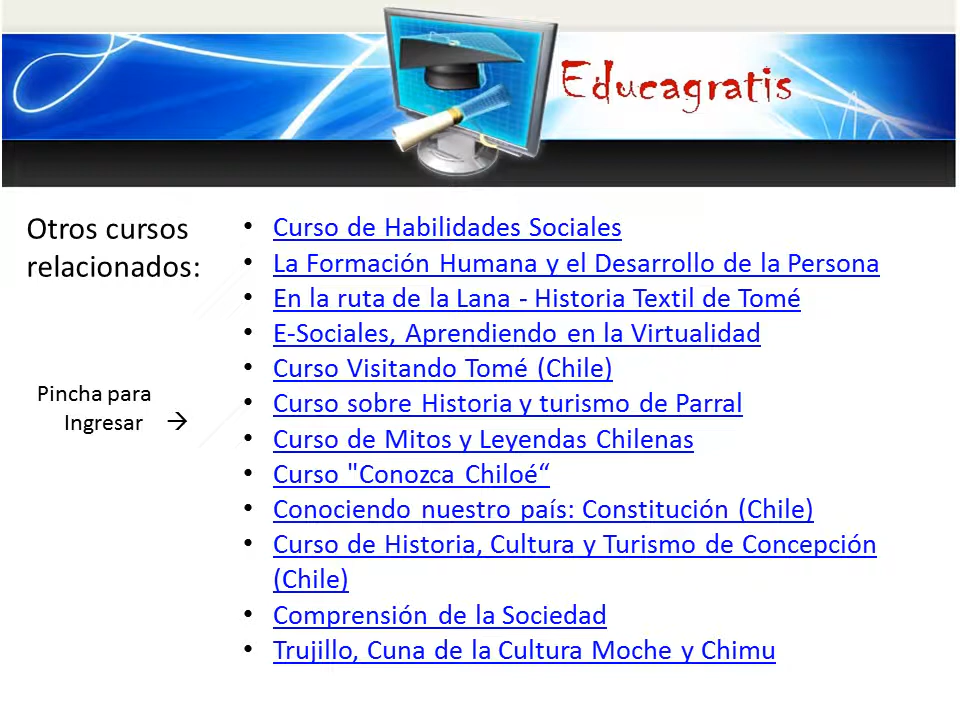 Educagratis
Otros cursos
relacionados:
Pincha para
Ingresar →
• Curso de Habilidades Sociales
• La Formación Humana y el Desarrollo de la Persona
• En la ruta de la Lana - Historia Textil de Tomé
• E-Sociales, Aprendiendo en la Virtualidad
• Curso Visitando Tomé (Chile)
• Curso sobre Historia y turismo de Parral
• Curso de Mitos y Leyendas Chilenas
• Curso "Conozca Chiloé“
• Conociendo nuestro país: Constitución (Chile)
• Curso de Historia, Cultura y Turismo de Concepción
(Chile)
• Comprensión de la Sociedad
• Trujillo, Cuna de la Cultura Moche y Chimu